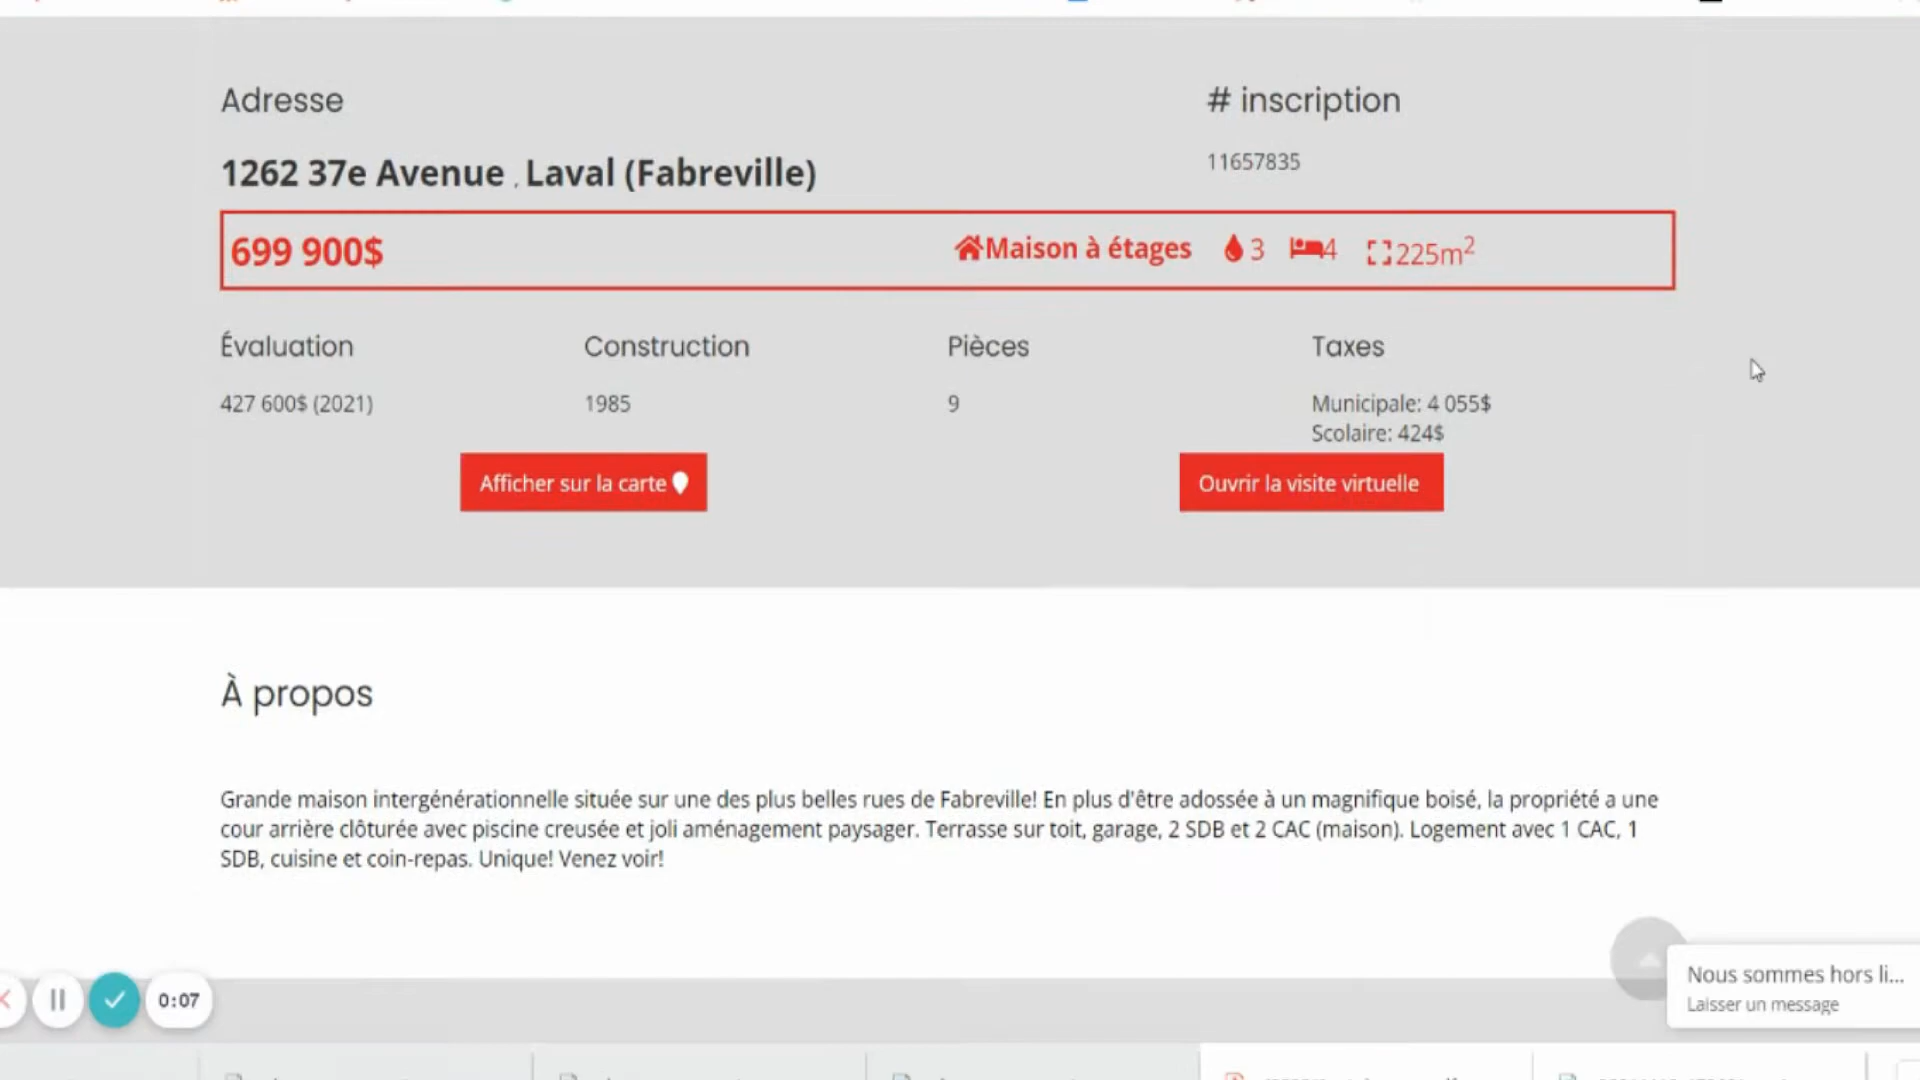 Adresse
# inscription
1262 37e Avenue , Laval (Fabreville)
11657835
699 900$
Maison à étages 3 4 225m²
Évaluation
Construction
Pièces
Taxes
427 600$ (2021)
1985
9
Municipale: 4 055$
Scolaire: 424$
Afficher sur la carte
Ouvrir la visite virtuelle
À propos
Grande maison intergénérationnelle située sur une des plus belles rues de Fabreville! En plus d'être adossée à un magnifique boisé, la propriété a une
cour arrière clôturée avec piscine creusée et joli aménagement paysager. Terrasse sur toit, garage, 2 SDB et 2 CAC (maison). Logement avec 1 CAC, 1
SDB, cuisine et coin-repas. Unique! Venez voir!
Nous sommes hors li...
Laisser un message
0:07